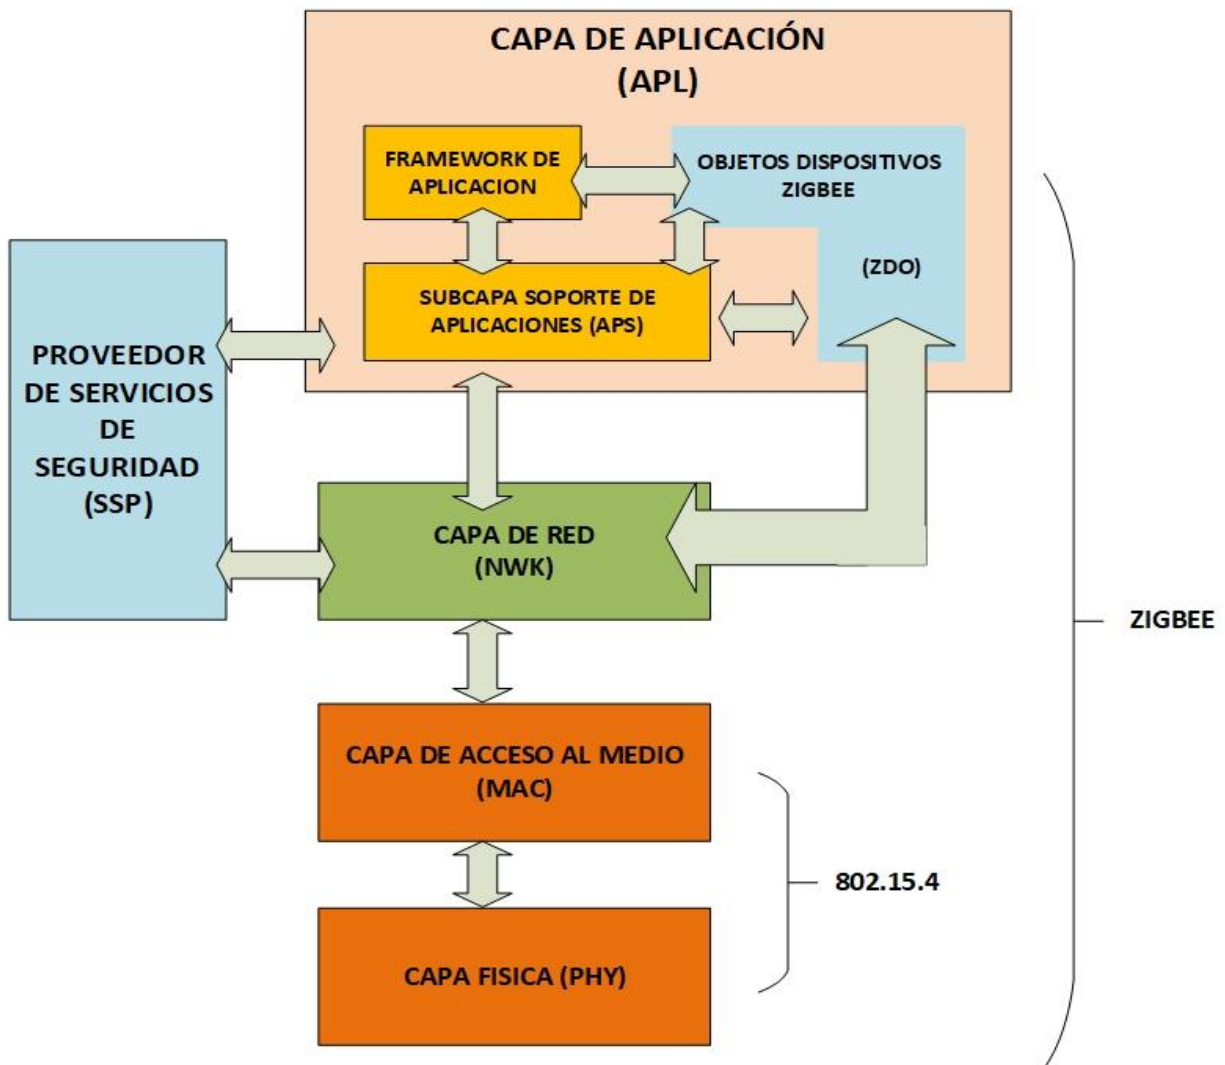 CAPA DE APLICACIÓN
(APL)
FRAMEWORK DE
APLICACION
OBJETOS DISPOSITIVOS
ZIGBEE
(ZDO)
SUBCAPA SOPORTE DE
APLICACIONES (APS)
PROVEEDOR
DE SERVICIOS
DE
SEGURIDAD
(SSP)
CAPA DE RED
(NWK)
ZIGBEE
CAPA DE ACCESO AL MEDIO
(MAC)
802.15.4
CAPA FISICA (PHY)